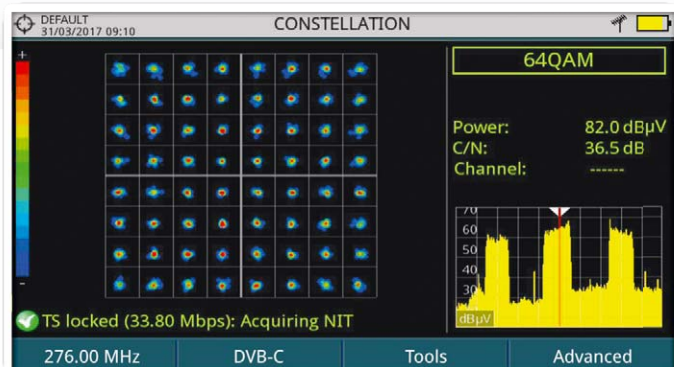 DEFAULT
31/03/2017 09:10
CONSTELLATION
+
-
64QAM
Power: 82.0 dBµV
C/N: 36.5 dB
Channel: ------
70
60
50
40
30
dBµV
TS locked (33.80 Mbps): Acquiring NIT
276.00 MHz
DVB-C
Tools
Advanced